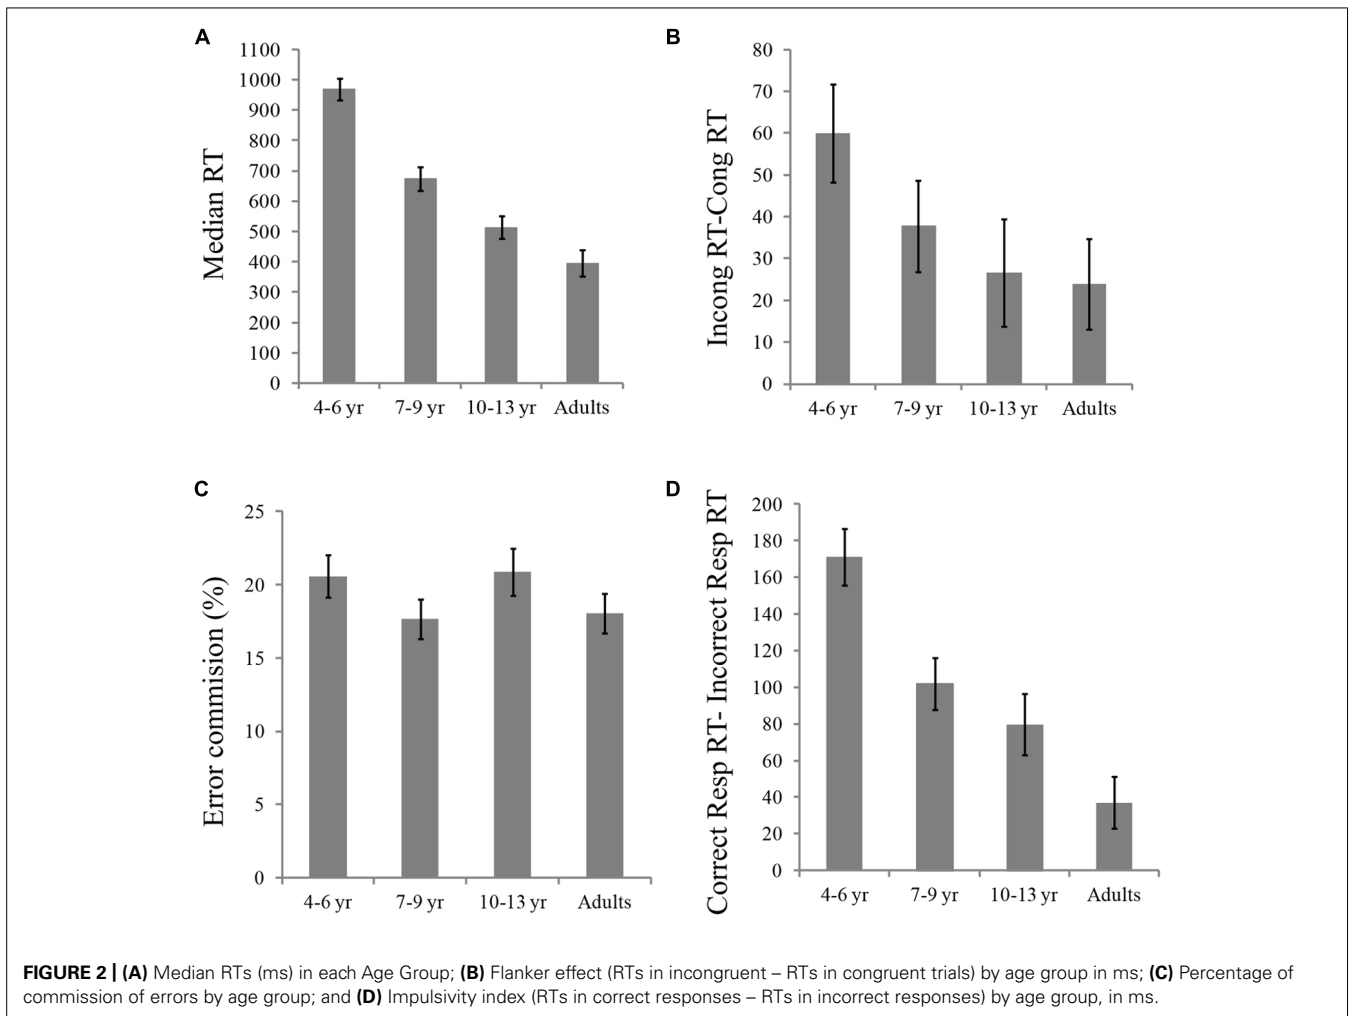 A
Median RT
1100
1000
900
800
700
600
500
400
300
200
100
0
4-6 yr 7-9 yr 10-13 yr Adults
B
Incong RT-Cong RT
80
70
60
50
40
30
20
10
0
4-6 yr 7-9 yr 10-13 yr Adults
C
Error commision (%)
25
20
15
10
5
0
4-6 yr 7-9 yr 10-13 yr Adults
D
Correct Resp RT- Incorrect Resp RT
200
180
160
140
120
100
80
60
40
20
0
4-6 yr 7-9 yr 10-13 yr Adults
FIGURE 2 | (A) Median RTs (ms) in each Age Group; (B) Flanker effect (RTs in incongruent – RTs in congruent trials) by age group in ms; (C) Percentage of
commission of errors by age group; and (D) Impulsivity index (RTs in correct responses – RTs in incorrect responses) by age group, in ms.